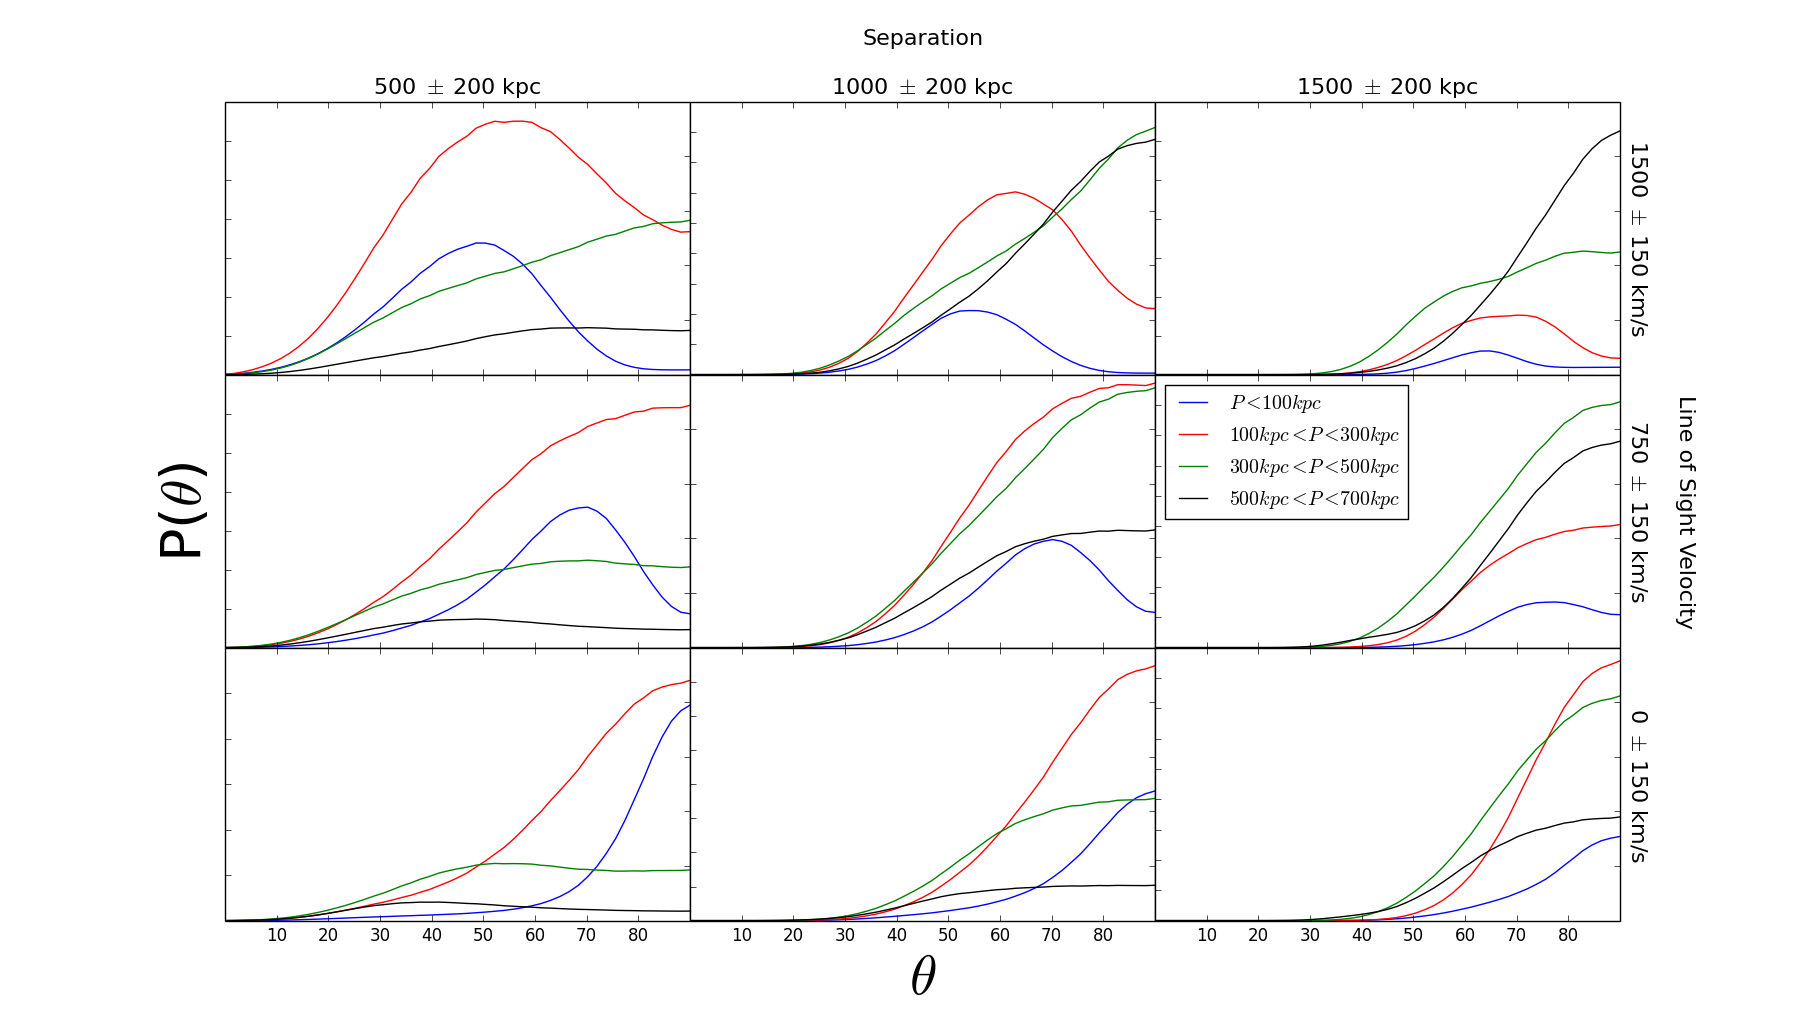 Separation
500 ± 200 kpc
1000 ± 200 kpc
1500 ± 200 kpc
1500 ± 150 km/s
P<100kpc
100kpc<P<300kpc
300kpc<P<500kpc
500kpc<P<700kpc
750 ± 150 km/s
Line of Sight Velocity
P(θ)
0 ± 150 km/s
10 20 30 40 50 60 70 80 10 20 30 40 50 60 70 80 10 20 30 40 50 60 70 80
θ